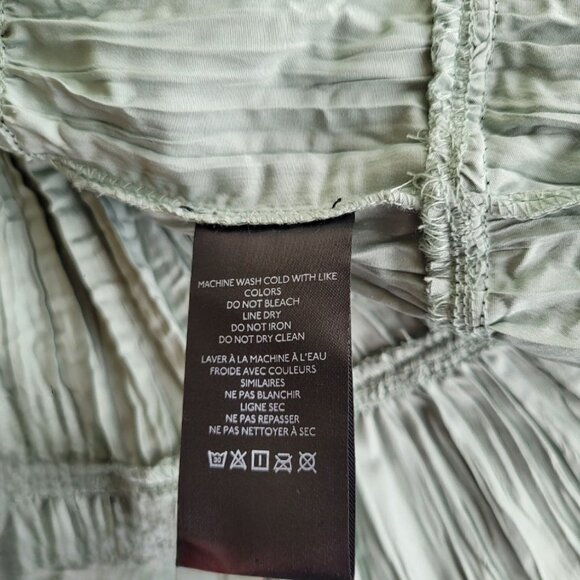 MACHINE WASH COLD WITH LIKE
COLORS
DO NOT BLEACH
LINE DRY
DO NOT IRON
DO NOT DRY CLEAN
LAVER À LA MACHINE À L'EAU
FROIDE AVEC COULEURS
SIMILAIRES
NE PAS BLANCHIR
LIGNE SEC
NE PAS REPASSER
NE PAS NETTOYER À SEC
30